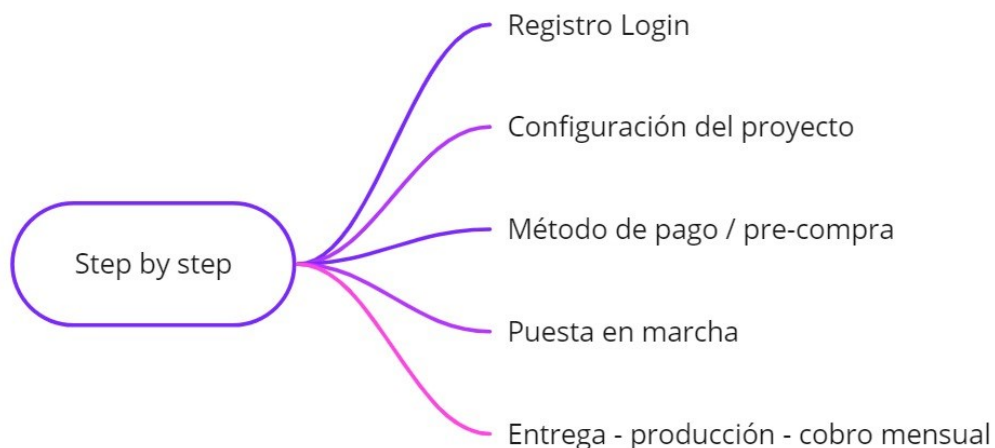 Registro Login
Configuración del proyecto
Método de pago / pre-compra
Step by step
Puesta en marcha
Entrega - producción - cobro mensual